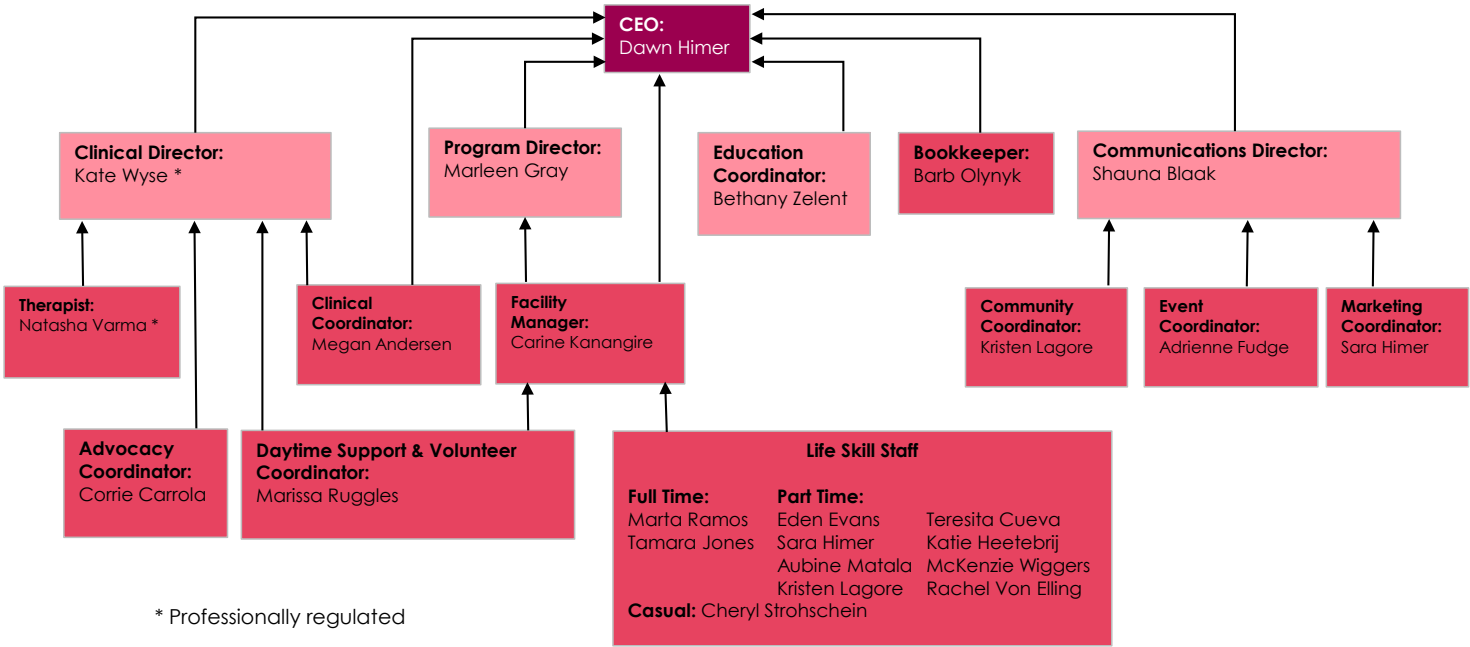 CEO:
Dawn Himer
Clinical Director:
Kate Wyse *
Program Director:
Marleen Gray
Education
Coordinator:
Bethany Zelent
Bookkeeper:
Barb Olynyk
Communications Director:
Shauna Blaak
Therapist:
Natasha Varma *
Clinical
Coordinator:
Megan Andersen
Facility
Manager:
Carine Kanangire
Community
Coordinator:
Kristen Lagore
Event
Coordinator:
Adrienne Fudge
Marketing
Coordinator:
Sara Himer
Advocacy
Coordinator:
Corrie Carrola
Daytime Support & Volunteer
Coordinator:
Marissa Ruggles
Life Skill Staff
Full Time:
Marta Ramos
Tamara Jones
Part Time:
Eden Evans
Sara Himer
Aubine Matala
Kristen Lagore
Teresita Cueva
Katie Heetebrij
McKenzie Wiggers
Rachel Von Elling
Casual: Cheryl Strohschein
* Professionally regulated